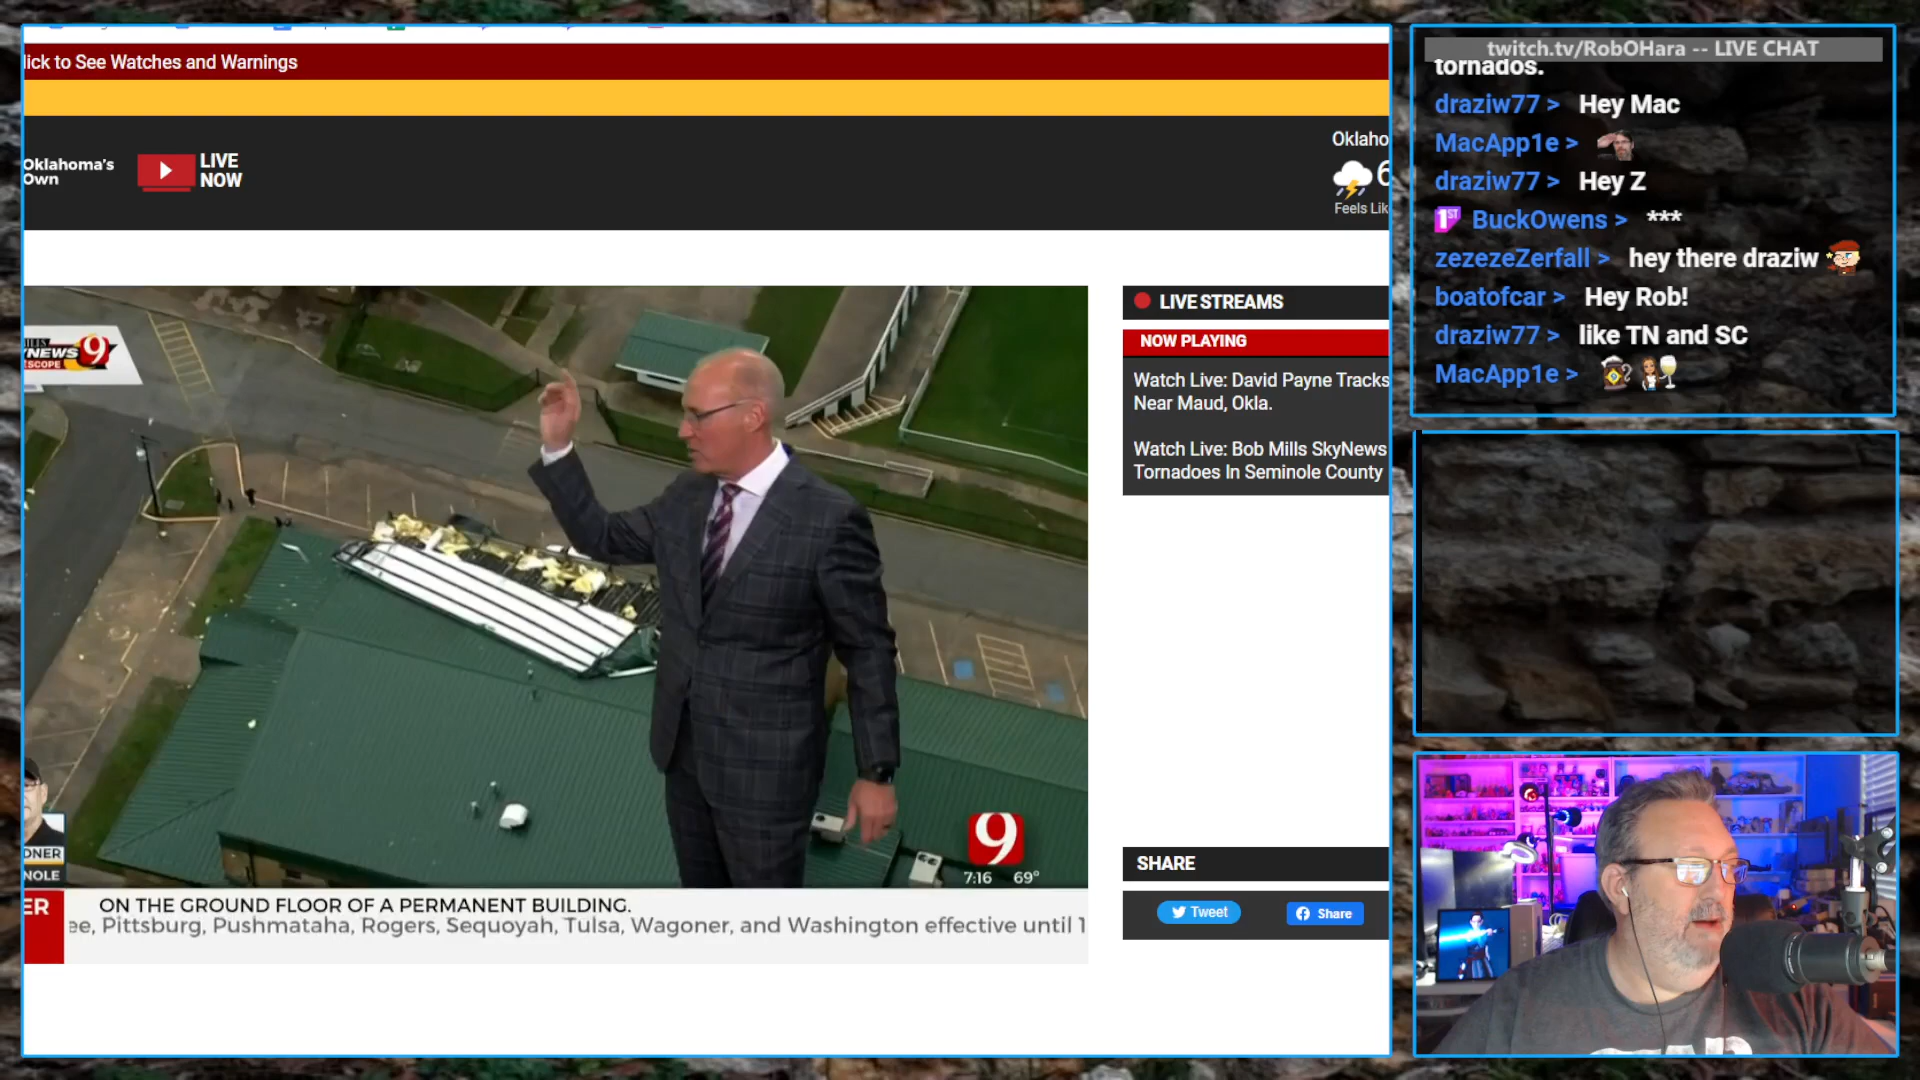 lick to See Watches and Warnings
Oklahoma's
Own
LIVE
NOW
Oklaho
6
Feels Lik
NEWS 9
SCOPE
LIVE STREAMS
NOW PLAYING
Watch Live: David Payne Tracks
Near Maud, Okla.
Watch Live: Bob Mills SkyNews
Tornadoes In Seminole County
9
7:16 69°
DNER
NOLE
ER
ON THE GROUND FLOOR OF A PERMANENT BUILDING.
ee, Pittsburg, Pushmataha, Rogers, Sequoyah, Tulsa, Wagoner, and Washington effective until 1
SHARE
Tweet
Share
twitch.tv/RobOHara -- LIVE CHAT
tornados.
draziw77 > Hey Mac
MacApp1e >
draziw77 > Hey Z
1ST BuckOwens > ***
zezezeZerfall > hey there draziw
boatofcar > Hey Rob!
draziw77 > like TN and SC
MacApp1e >